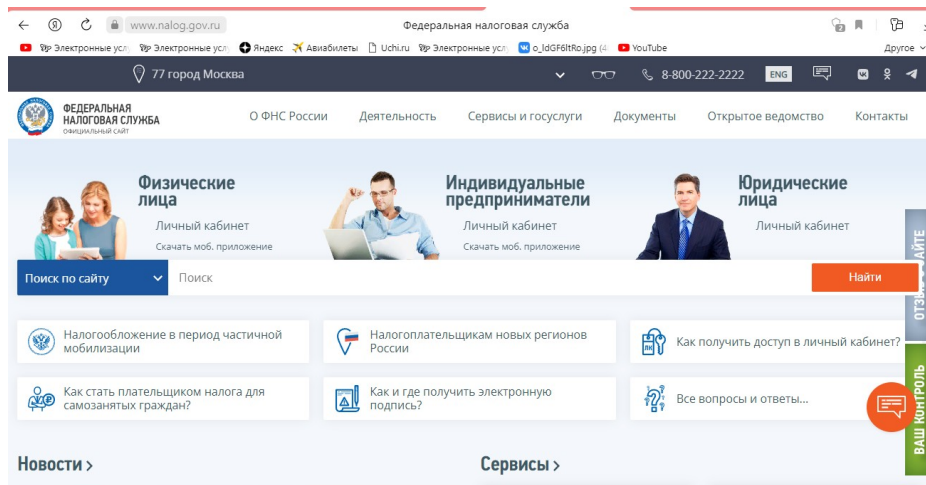 www.nalog.gov.ru
Федеральная налоговая служба
2
Электронные усл
Электронные усл
Яндекс
Авиабилеты
Uchi.ru
Электронные усл
o_ldGF6ltRo.jpg (4
YouTube
Другое
77 город Москва
8-800-222-2222
ENG
ФЕДЕРАЛЬНАЯ
НАЛОГОВАЯ СЛУЖБА
ОФИЦИАЛЬНЫЙ САЙТ
О ФНС России
Деятельность
Сервисы и госуслуги
Документы
Открытое ведомство
Контакты
Физические
лица
Личный кабинет
Скачать моб. приложение
Индивидуальные
предприниматели
Личный кабинет
Скачать моб. приложение
Юридические
лица
Личный кабинет
Поиск по сайту
Поиск
Найти
Налогообложение в период частичной
мобилизации
Налогоплательщикам новых регионов
России
Как получить доступ в личный кабинет?
Как стать плательщиком налога для
самозанятых граждан?
Как и где получить электронную
подпись?
Все вопросы и ответы...
ВАШ КОНТРОЛЬ
Новости >
Сервисы >